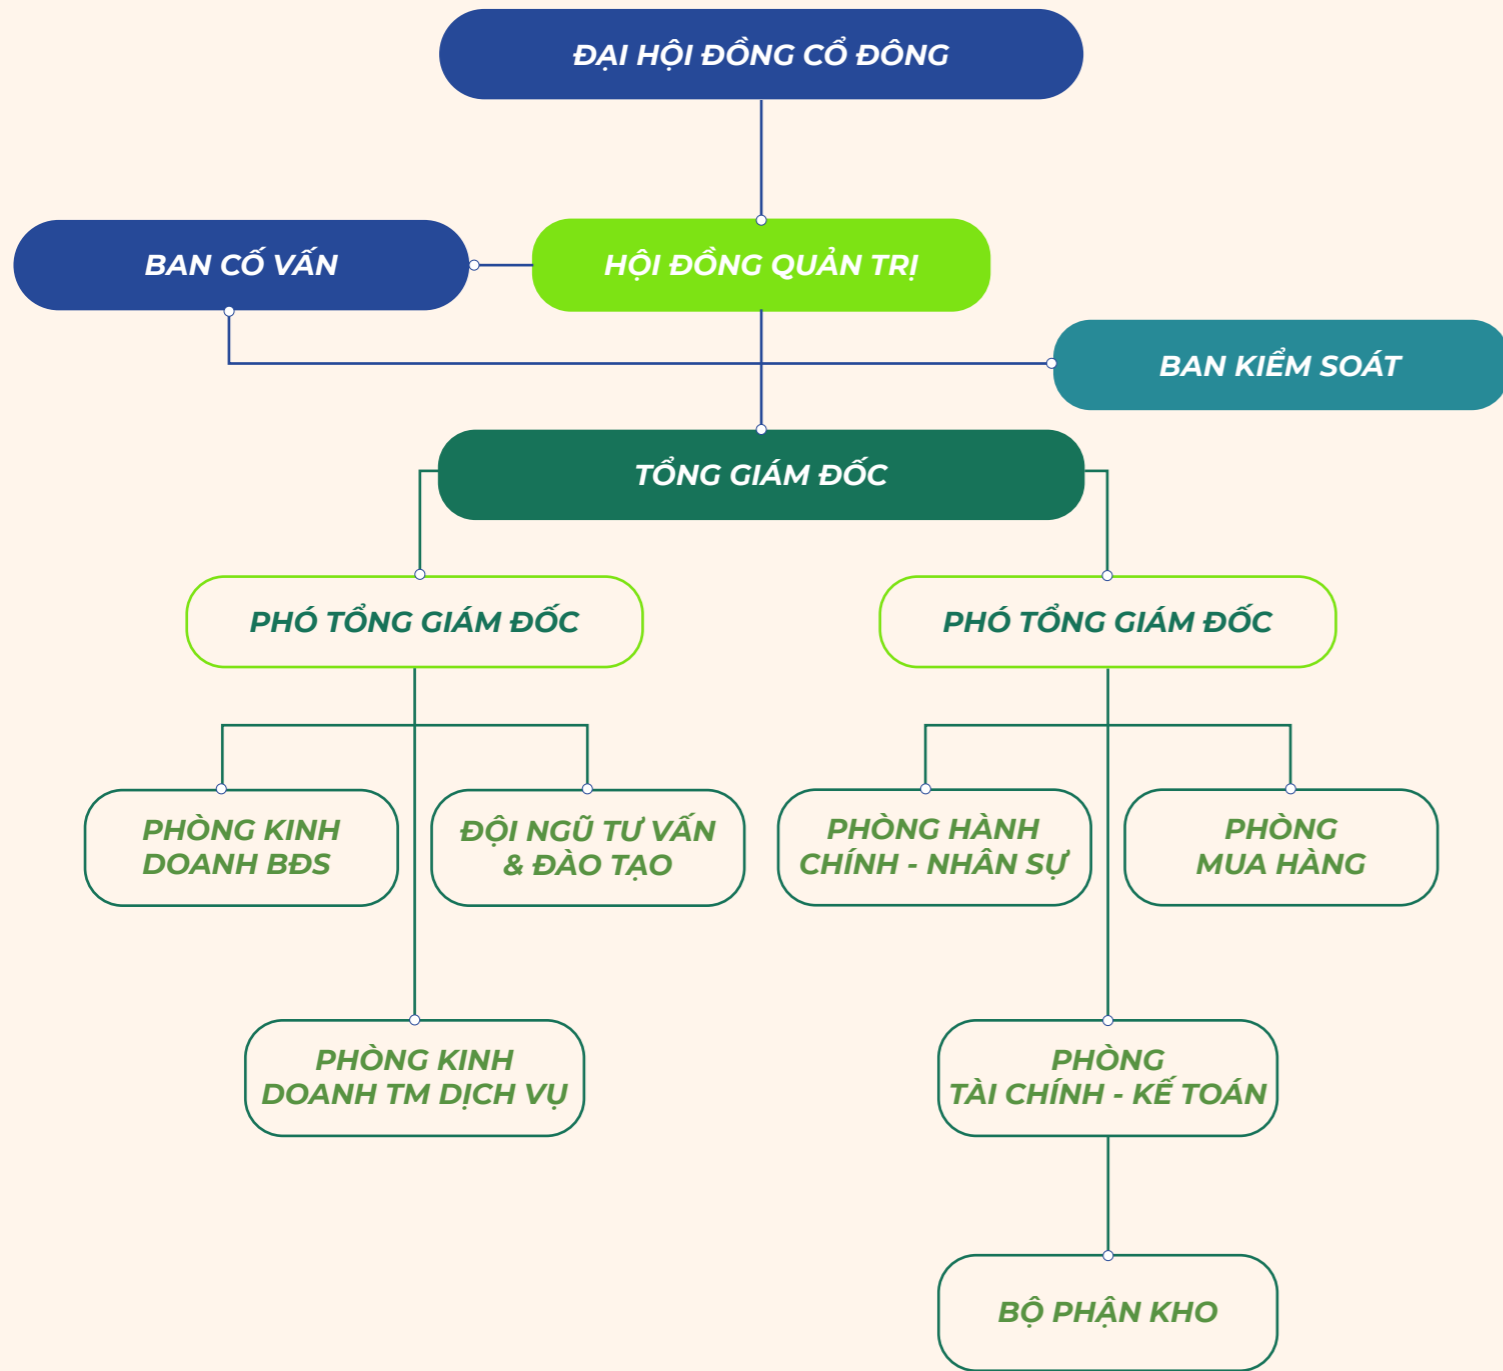 ĐẠI HỘI ĐỒNG CỔ ĐÔNG
BAN CỐ VẤN
HỘI ĐỒNG QUẢN TRỊ
BAN KIỂM SOÁT
TỔNG GIÁM ĐỐC
PHÓ TỔNG GIÁM ĐỐC
PHÓ TỔNG GIÁM ĐỐC
PHÒNG KINH
DOANH BĐS
ĐỘI NGŨ TƯ VẤN
& ĐÀO TẠO
PHÒNG HÀNH
CHÍNH - NHÂN SỰ
PHÒNG
MUA HÀNG
PHÒNG KINH
DOANH TM DỊCH VỤ
PHÒNG
TÀI CHÍNH - KẾ TOÁN
BỘ PHẬN KHO